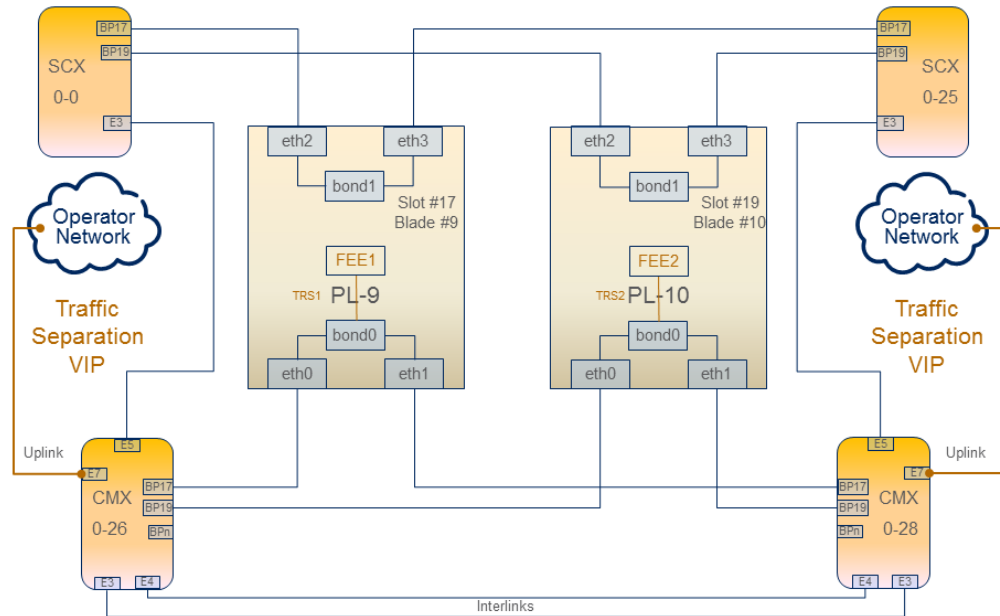 BP17
BP19
SCX
0-0
E3
BP17
BP19
SCX
0-25
E3
eth2
eth3
bond1
Slot #17
Blade #9
FEE1
TRS1 PL-9
bond0
eth0
eth1
eth2
eth3
bond1
Slot #19
Blade #10
FEE2
TRS2 PL-10
bond0
eth0
eth1
Operator
Network
Traffic
Separation
VIP
Operator
Network
Traffic
Separation
VIP
Uplink
E5
E7
BP17
CMX
BP19
0-26
BPn
E3
E4
Uplink
E5
E7
BP17
CMX
BP19
0-28
BPn
E4
E3
Interlinks